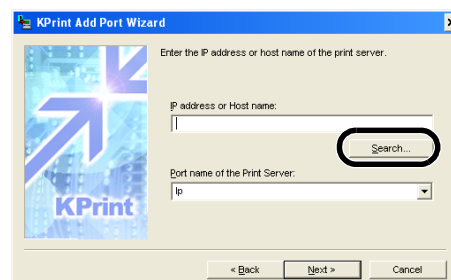 KPrint Add Port Wizard
Enter the IP address or host name of the print server.
IP address or Host name:
Search...
Port name of the Print Server:
lp
KPrint
< Back
Next >
Cancel